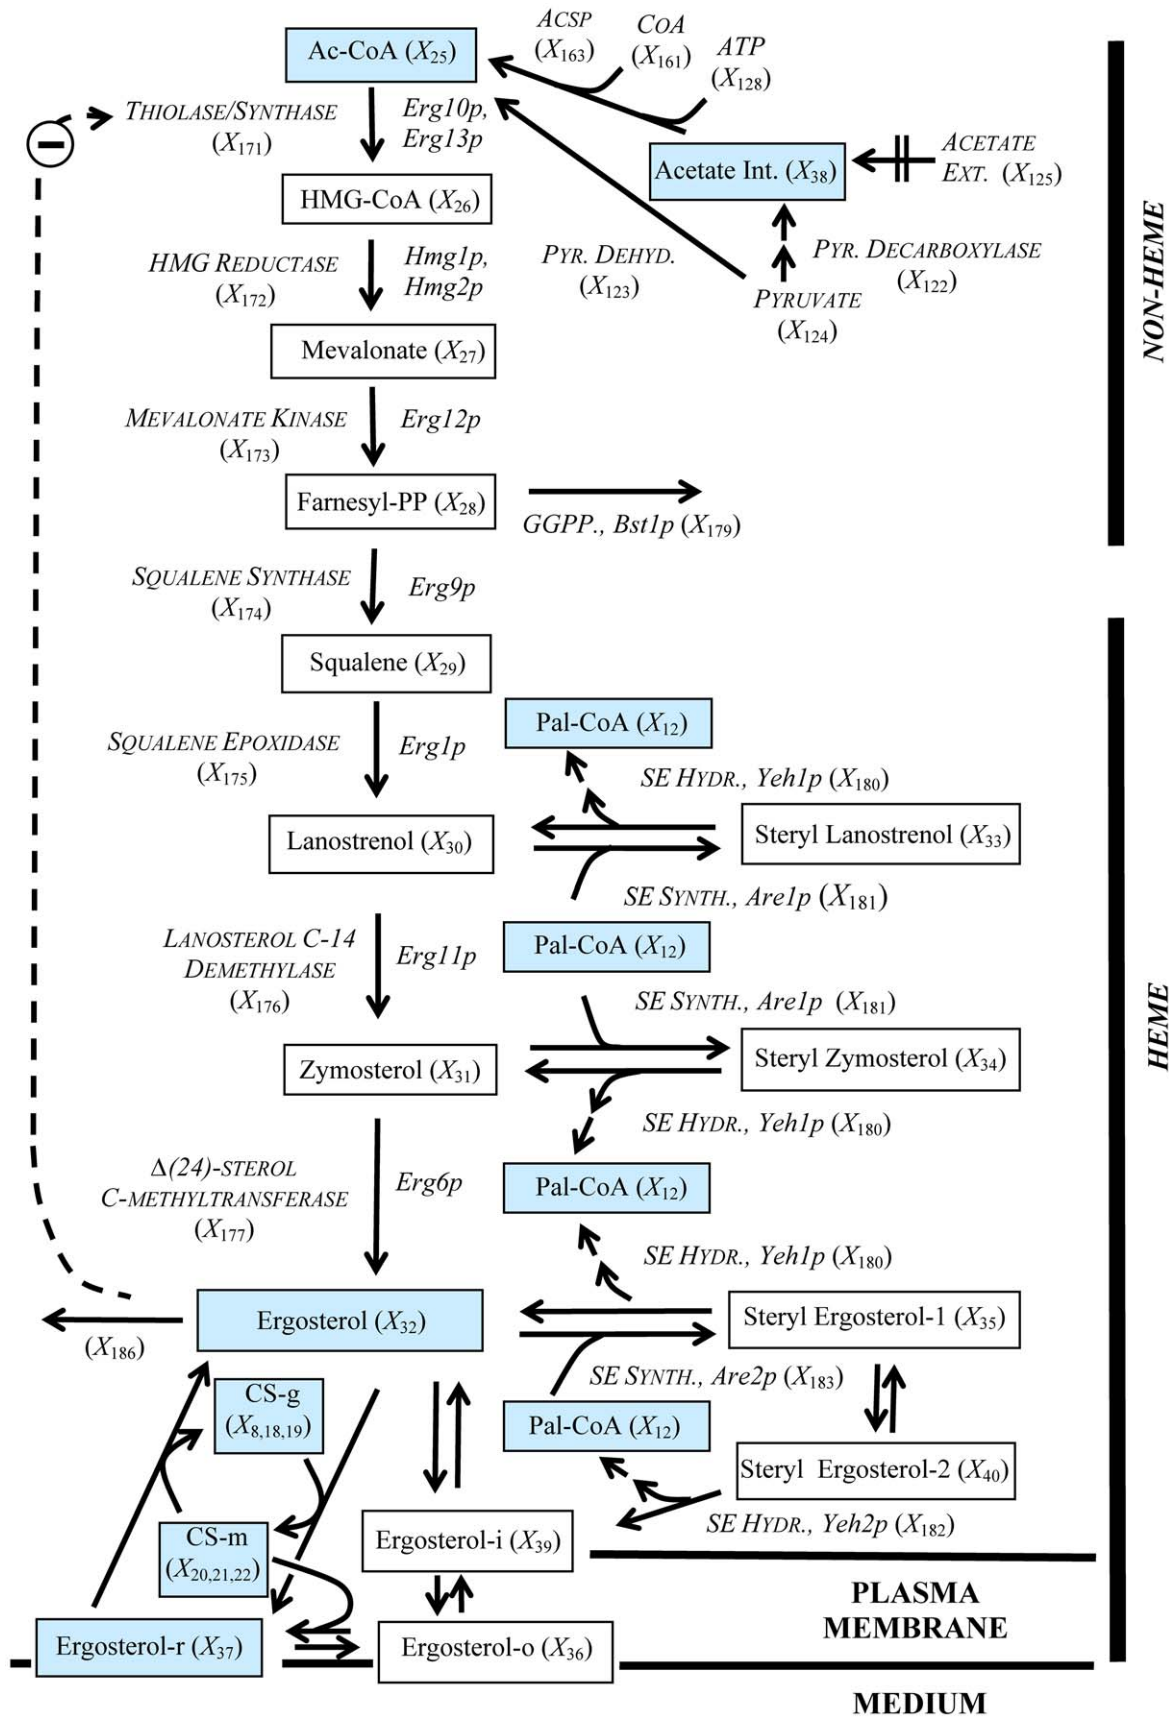 ACSP
(X163)
COA
(X161)
ATP
(X128)
Ac-CoA (X25)
THIOLASE/SYNTHASE
(X171)
Erg10p,
Erg13p
Acetate Int. (X38)
ACETATE
EXT. (X125)
HMG-CoA (X26)
HMG REDUCTASE
(X172)
Hmg1p,
Hmg2p
PYR. DEHYD.
(X123)
PYR. DECARBOXYLASE
(X122)
PYRUVATE
(X124)
NON-HEME
Mevalonate (X27)
MEVALONATE KINASE
(X173)
Erg12p
Farnesyl-PP (X28)
GGPP., Bst1p (X179)
SQUALENE SYNTHASE
(X174)
Erg9p
Squalene (X29)
Pal-CoA (X12)
SQUALENE EPOXIDASE
(X175)
Erg1p
SE HYDR., Yeh1p (X180)
Lanostrenol (X30)
Steryl Lanostrenol (X33)
SE SYNTH., Are1p (X181)
LANOSTEROL C-14
DEMETHYLASE
(X176)
Erg11p
Pal-CoA (X12)
SE SYNTH., Are1p (X181)
HEME
Zymosterol (X31)
Steryl Zymosterol (X34)
SE HYDR., Yeh1p (X180)
Δ(24)-STEROL
C-METHYLTRANSFERASE
(X177)
Erg6p
Pal-CoA (X12)
SE HYDR., Yeh1p (X180)
Ergosterol (X32)
Steryl Ergosterol-1 (X35)
(X186)
SE SYNTH., Are2p (X183)
CS-g
(X8,18,19)
Pal-CoA (X12)
Steryl Ergosterol-2 (X40)
SE HYDR., Yeh2p (X182)
CS-m
(X20,21,22)
Ergosterol-i (X39)
PLASMA
MEMBRANE
Ergosterol-r (X37)
Ergosterol-o (X36)
MEDIUM